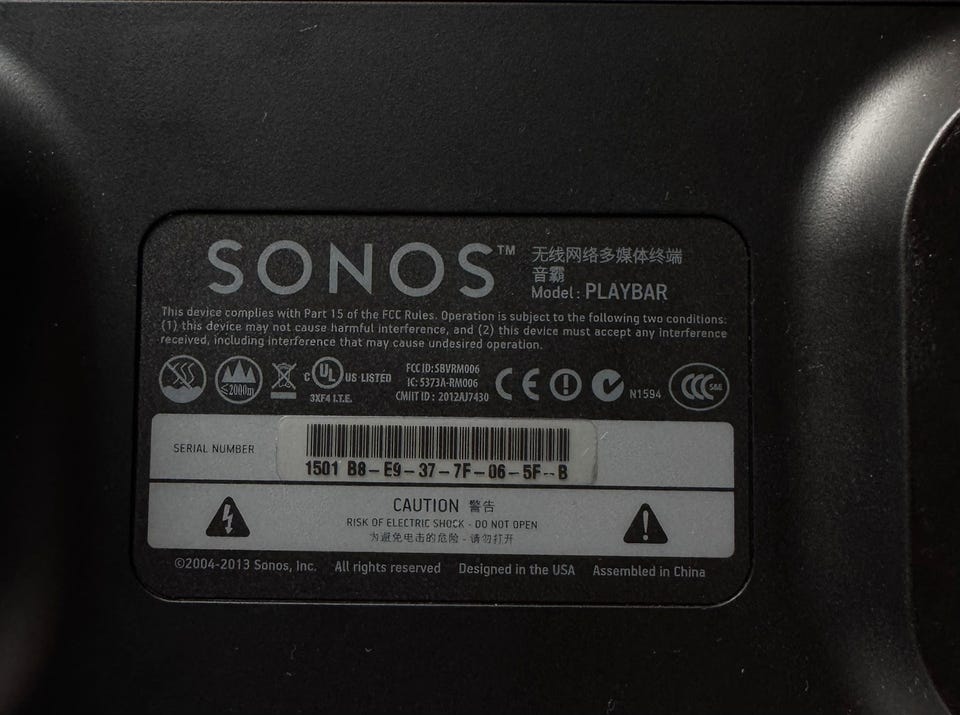 SONOS™
无线网络多媒体终端
音霸
Model: PLAYBAR
This device complies with Part 15 of the FCC Rules. Operation is subject to the following two conditions:
(1) this device may not cause harmful interference, and (2) this device must accept any interference
received, including interference that may cause undesired operation.
≤2000m
C UL US LISTED
3XF4 I.T.E.
FCC ID: SBVRM006
IC: 5373A-RM006
CMIIT ID: 2012AJ7430
CE
N1594
CCC S&E
SERIAL NUMBER
1501 B8-E9-37-7F-06-5F--B
CAUTION 警告
RISK OF ELECTRIC SHOCK - DO NOT OPEN
为避免电击的危险 - 请勿打开
©2004-2013 Sonos, Inc. All rights reserved Designed in the USA Assembled in China